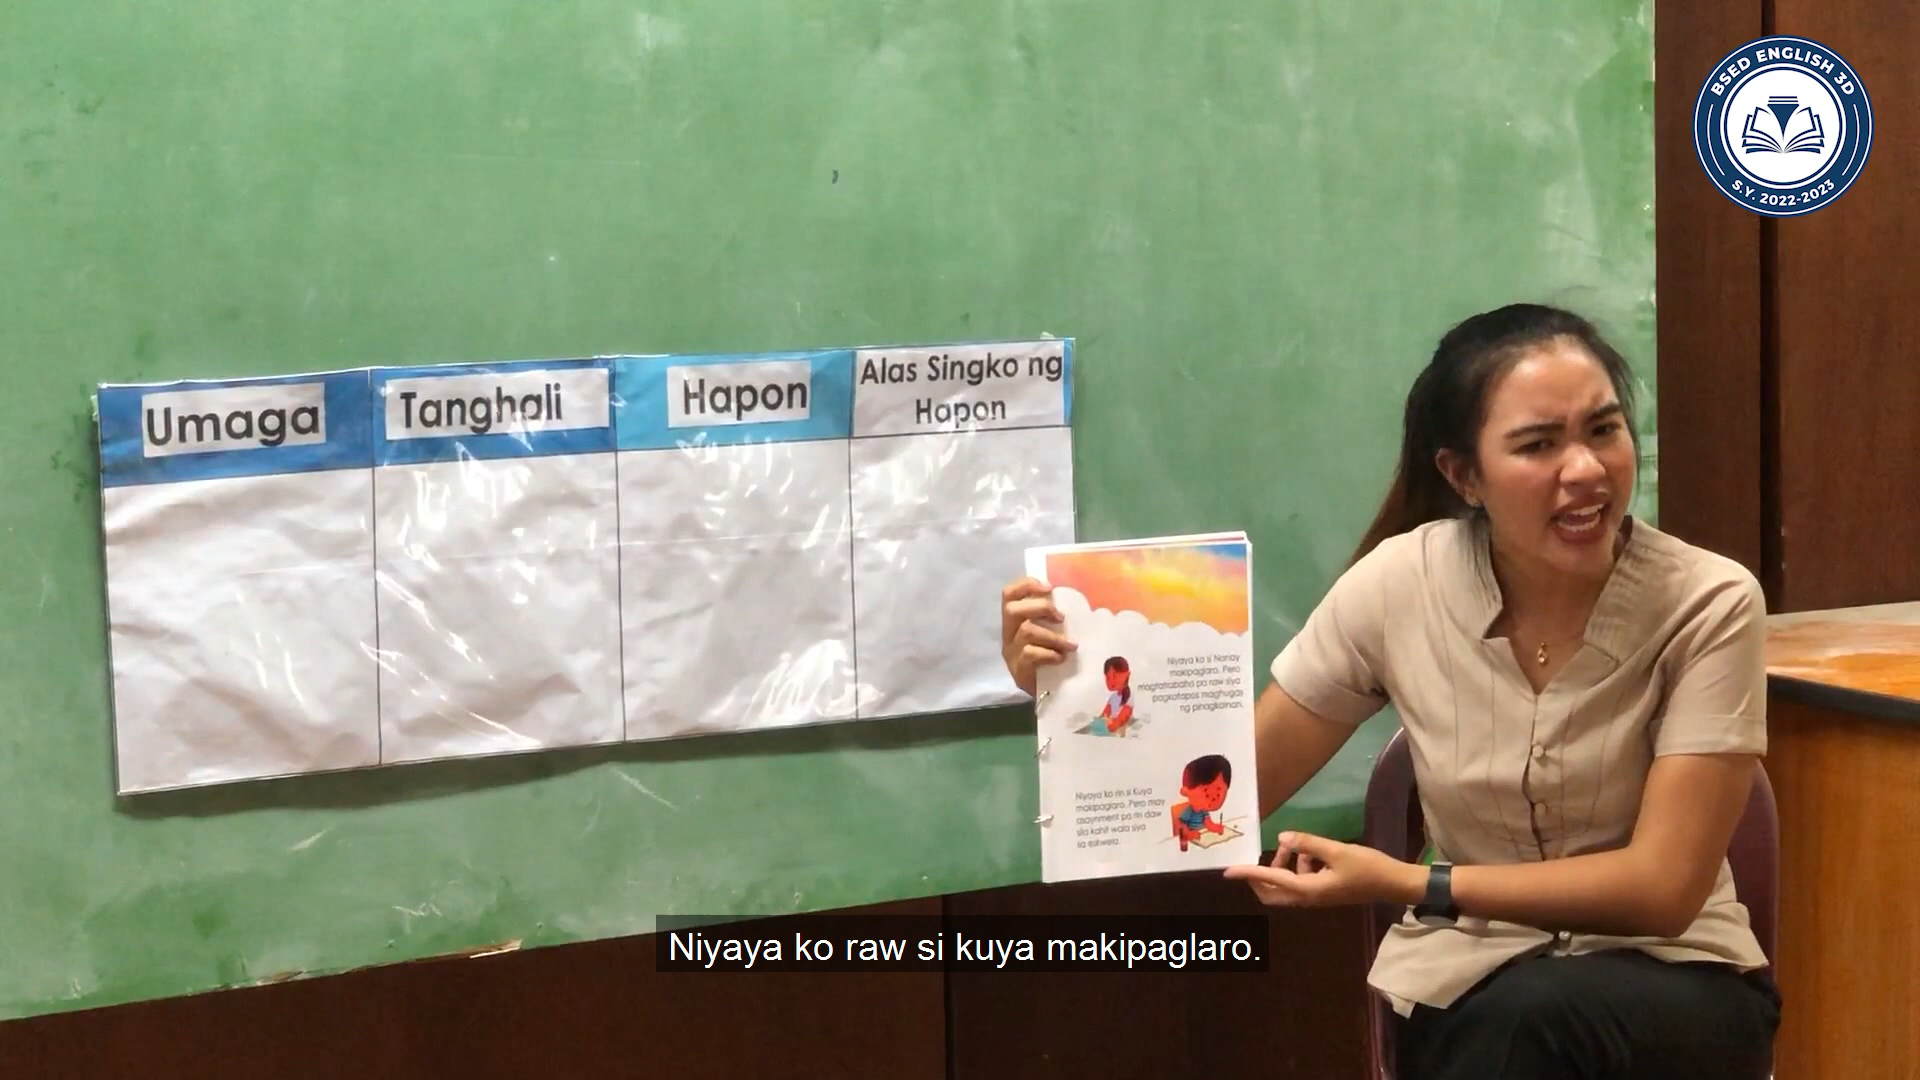 BSED ENGLISH 3D
S.Y. 2022-2023
Umaga
Tanghali
Hapon
Alas Singko ng
Hapon
Niyaya ko si Nanay
makipaglaro. Pero
magtatrabaho pa raw siya
pagkatapos maghugas
ng pinagkainan.
Niyaya ko rin si Kuya
makipaglaro. Pero may
asaynment pa rin daw
sila kahit wala siya
sa eskwela.
Niyaya ko raw si kuya makipaglaro.